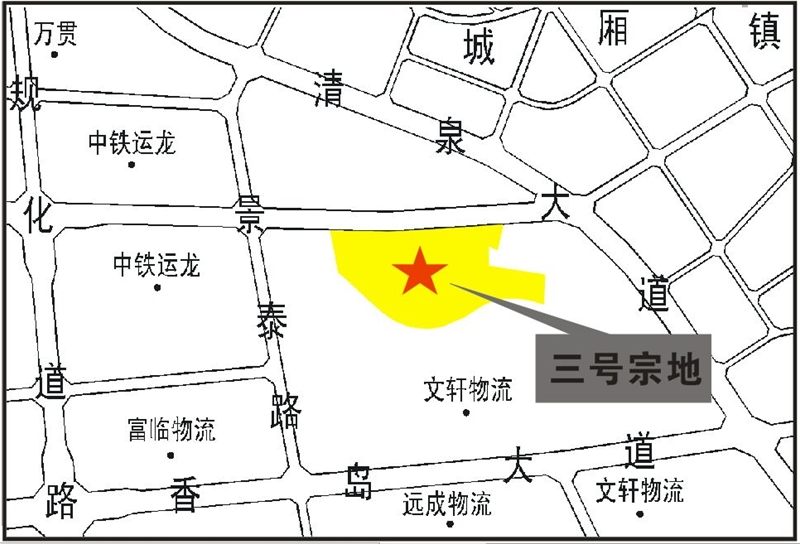 万贯
城厢镇
清泉大道
规化道路
中铁运龙
景泰路
中铁运龙
三号宗地
文轩物流
富临物流
香岛大道
远成物流
文轩物流